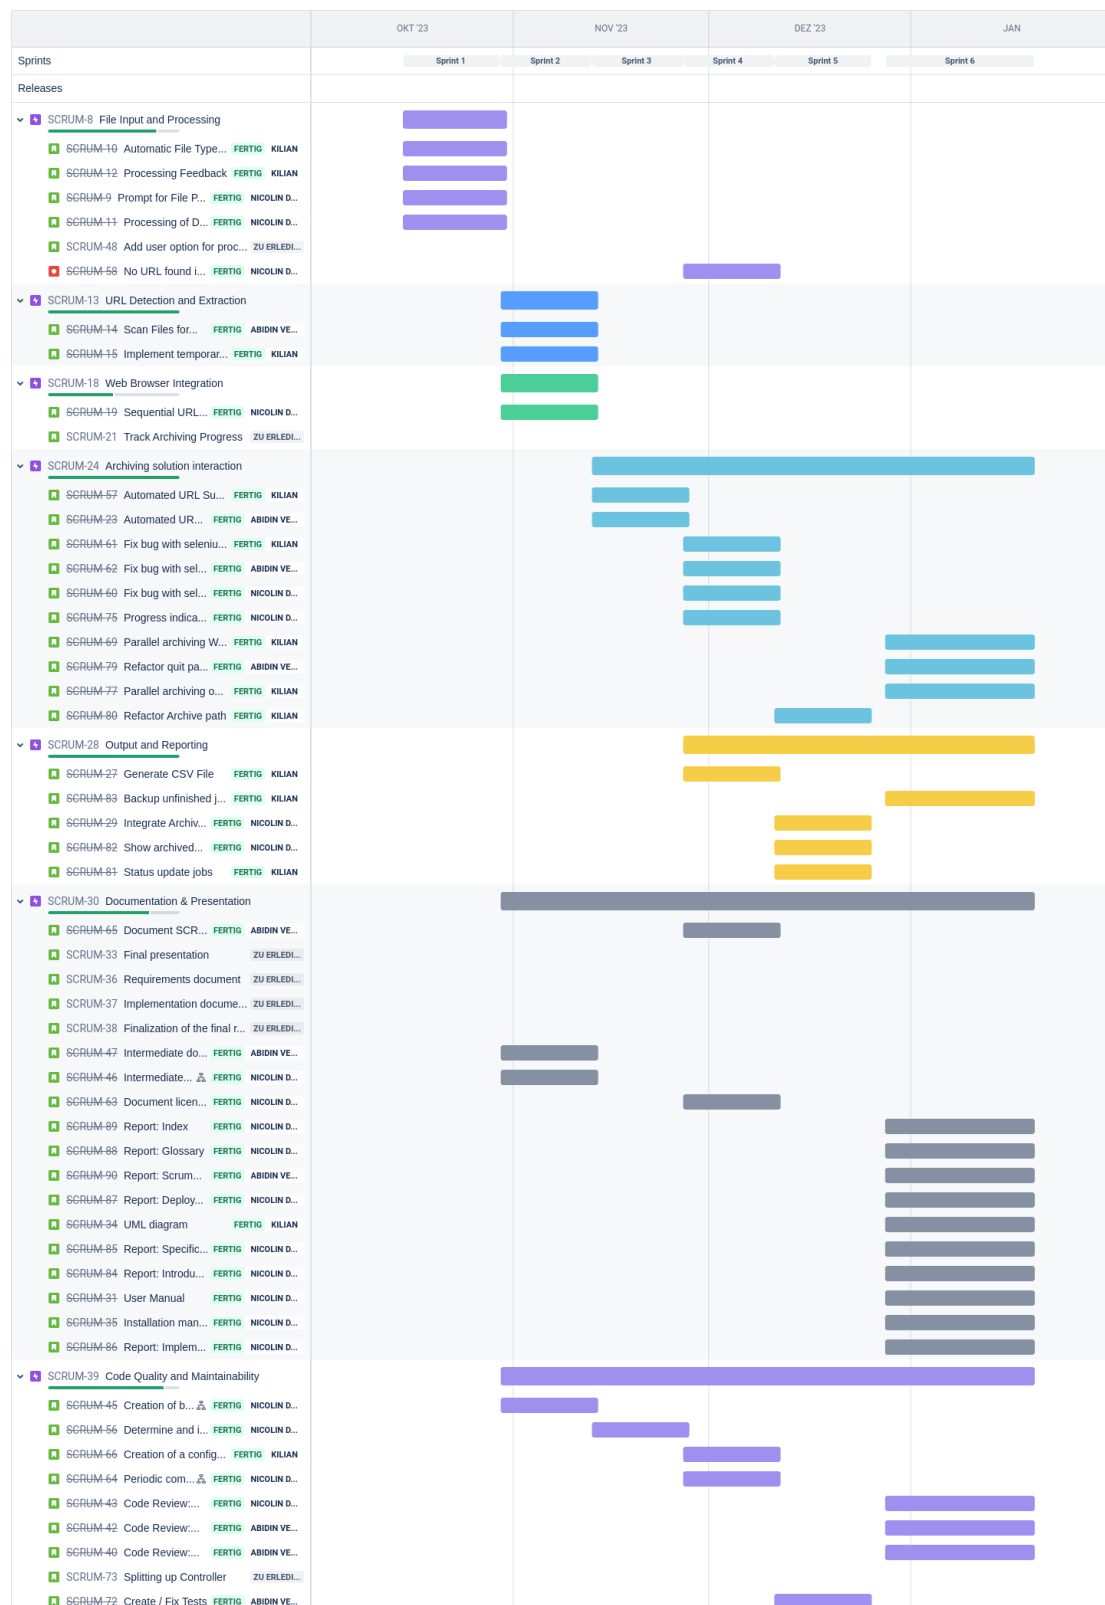 OKT '23 NOV '23 DEZ '23 JAN
Sprints Sprint 1 Sprint 2 Sprint 3 Sprint 4 Sprint 5 Sprint 6
Releases
SCRUM-8 File Input and Processing
SCRUM-10 Automatic File Type... FERTIG KILIAN
SCRUM-12 Processing Feedback FERTIG KILIAN
SCRUM-9 Prompt for File P... FERTIG NICOLIN D...
SCRUM-11 Processing of D... FERTIG NICOLIN D...
SCRUM-48 Add user option for proc... ZU ERLEDI...
SCRUM-58 No URL found i... FERTIG NICOLIN D...
SCRUM-13 URL Detection and Extraction
SCRUM-14 Scan Files for... FERTIG ABIDIN VE...
SCRUM-15 Implement temporar... FERTIG KILIAN
SCRUM-18 Web Browser Integration
SCRUM-19 Sequential URL... FERTIG NICOLIN D...
SCRUM-21 Track Archiving Progress ZU ERLEDI...
SCRUM-24 Archiving solution interaction
SCRUM-57 Automated URL Su... FERTIG KILIAN
SCRUM-23 Automated UR... FERTIG ABIDIN VE...
SCRUM-61 Fix bug with seleniu... FERTIG KILIAN
SCRUM-62 Fix bug with sel... FERTIG ABIDIN VE...
SCRUM-60 Fix bug with sel... FERTIG NICOLIN D...
SCRUM-75 Progress indica... FERTIG NICOLIN D...
SCRUM-69 Parallel archiving W... FERTIG KILIAN
SCRUM-79 Refactor quit pa... FERTIG ABIDIN VE...
SCRUM-77 Parallel archiving o... FERTIG KILIAN
SCRUM-80 Refactor Archive path FERTIG KILIAN
SCRUM-28 Output and Reporting
SCRUM-27 Generate CSV File FERTIG KILIAN
SCRUM-83 Backup unfinished j... FERTIG KILIAN
SCRUM-29 Integrate Archiv... FERTIG NICOLIN D...
SCRUM-82 Show archived... FERTIG NICOLIN D...
SCRUM-81 Status update jobs FERTIG KILIAN
SCRUM-30 Documentation & Presentation
SCRUM-65 Document SCR... FERTIG ABIDIN VE...
SCRUM-33 Final presentation ZU ERLEDI...
SCRUM-36 Requirements document ZU ERLEDI...
SCRUM-37 Implementation docume... ZU ERLEDI...
SCRUM-38 Finalization of the final r... ZU ERLEDI...
SCRUM-47 Intermediate do... FERTIG ABIDIN VE...
SCRUM-46 Intermediate... FERTIG NICOLIN D...
SCRUM-63 Document licen... FERTIG NICOLIN D...
SCRUM-89 Report: Index FERTIG NICOLIN D...
SCRUM-88 Report: Glossary FERTIG NICOLIN D...
SCRUM-90 Report: Scrum... FERTIG ABIDIN VE...
SCRUM-87 Report: Deploy... FERTIG NICOLIN D...
SCRUM-34 UML diagram FERTIG KILIAN
SCRUM-85 Report: Specific... FERTIG NICOLIN D...
SCRUM-84 Report: Introdu... FERTIG NICOLIN D...
SCRUM-31 User Manual FERTIG NICOLIN D...
SCRUM-35 Installation man... FERTIG NICOLIN D...
SCRUM-86 Report: Implem... FERTIG NICOLIN D...
SCRUM-39 Code Quality and Maintainability
SCRUM-45 Creation of b... FERTIG NICOLIN D...
SCRUM-56 Determine and i... FERTIG NICOLIN D...
SCRUM-66 Creation of a config... FERTIG KILIAN
SCRUM-64 Periodic com... FERTIG NICOLIN D...
SCRUM-43 Code Review:... FERTIG NICOLIN D...
SCRUM-42 Code Review:... FERTIG ABIDIN VE...
SCRUM-40 Code Review:... FERTIG ABIDIN VE...
SCRUM-73 Splitting up Controller ZU ERLEDI...
SCRUM-72 Create / Fix Tests FERTIG ABIDIN VE...